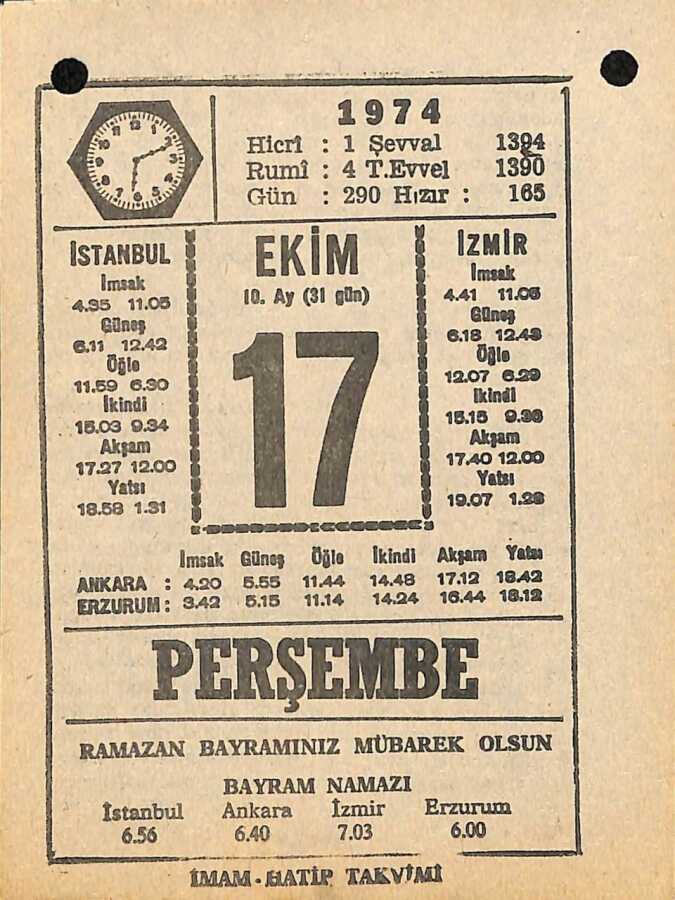 1974
Hicrî : 1 Şevval 1394
Rumî : 4 T.Evvel 1390
Gün : 290 Hızır : 165
İSTANBUL
İmsak
4.35 11.05
Güneş
6.11 12.42
Öğle
11.59 6.30
İkindi
15.03 9.34
Akşam
17.27 12.00
Yatsı
18.58 1.31
EKİM
10. Ay (31 gün)
17
İZMİR
İmsak
4.41 11.05
Güneş
6.18 12.43
Öğle
12.07 6.29
İkindi
15.15
Akşam
17.40 12.00
Yatsı
19.07 1.28
İmsak Güneş Öğle İkindi Akşam Yatsı
ANKARA : 4.20 5.55 11.44 14.48 17.12 18.42
ERZURUM : 3.42 5.15 11.14 14.24 16.44 18.12
PERŞEMBE
RAMAZAN BAYRAMINIZ MÜBAREK OLSUN
BAYRAM NAMAZI
İstanbul Ankara İzmir Erzurum
6.56 6.40 7.03 6.00
İMAM - HATİP TAKVİMİ